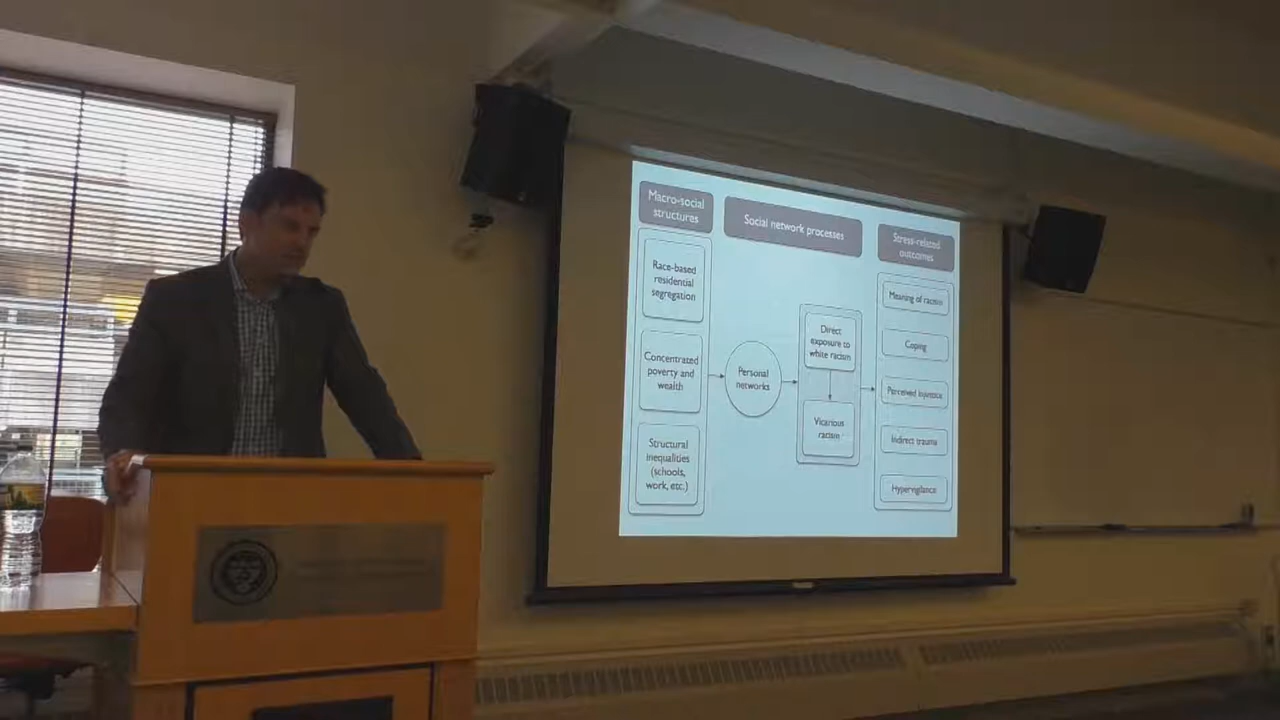 Macro-social
structures
Social network processes
Stress-related
outcomes
Race-based
residential
segregation
Concentrated
poverty and
wealth
Structural
inequalities
(schools,
work, etc.)
Personal
networks
Direct
exposure to
white racism
Vicarious
racism
Meaning of racism
Coping
Perceived injustice
Indirect trauma
Hypervigilance